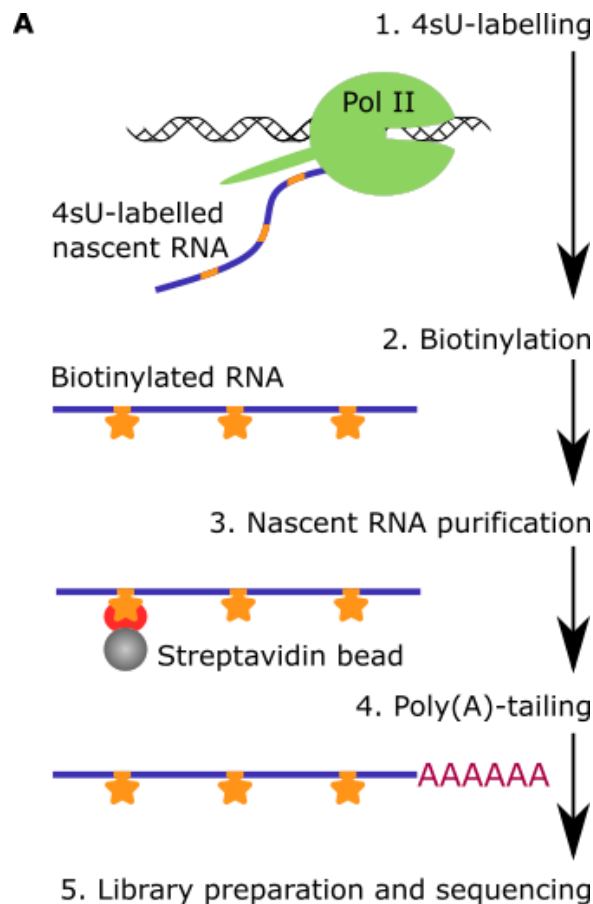 A
1. 4sU-labelling
Pol II
4sU-labelled
nascent RNA
2. Biotinylation
Biotinylated RNA
3. Nascent RNA purification
Streptavidin bead
4. Poly(A)-tailing
AAAAAA
5. Library preparation and sequencing